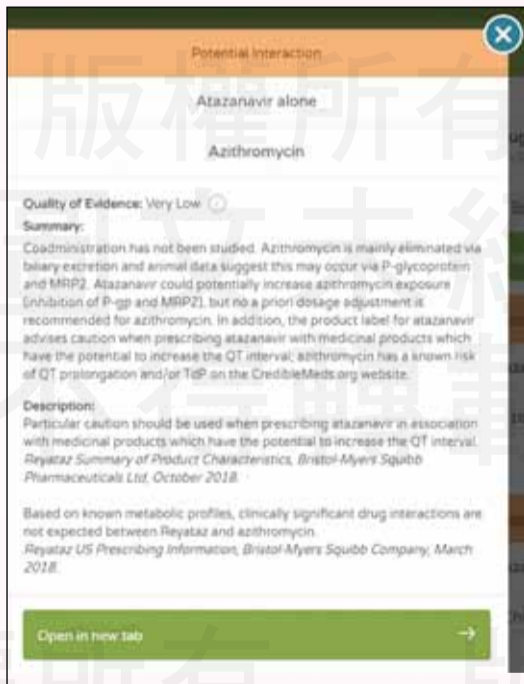 Potential Interaction
Atazanavir alone
Azithromycin
Quality of Evidence: Very Low
Summary:
Coadministration has not been studied. Azithromycin is mainly eliminated via
biliary excretion and animal data suggest this may occur via P-glycoprotein
and MRP2. Atazanavir could potentially increase azithromycin exposure
(inhibition of P-gp and MRP2), but no a priori dosage adjustment is
recommended for azithromycin. In addition, the product label for atazanavir
advises caution when prescribing atazanavir with medicinal products which
have the potential to increase the QT interval; azithromycin has a known risk
of QT prolongation and/or TdP on the CredibleMeds.org website.
Description:
Particular caution should be used when prescribing atazanavir in association
with medicinal products which have the potential to increase the QT interval.
Reyataz Summary of Product Characteristics, Bristol-Myers Squibb
Pharmaceuticals Ltd, October 2018.
Based on known metabolic profiles, clinically significant drug interactions are
not expected between Reyataz and azithromycin.
Reyataz US Prescribing Information, Bristol-Myers Squibb Company, March
2018.
Open in new tab
版權所有
未得轉載